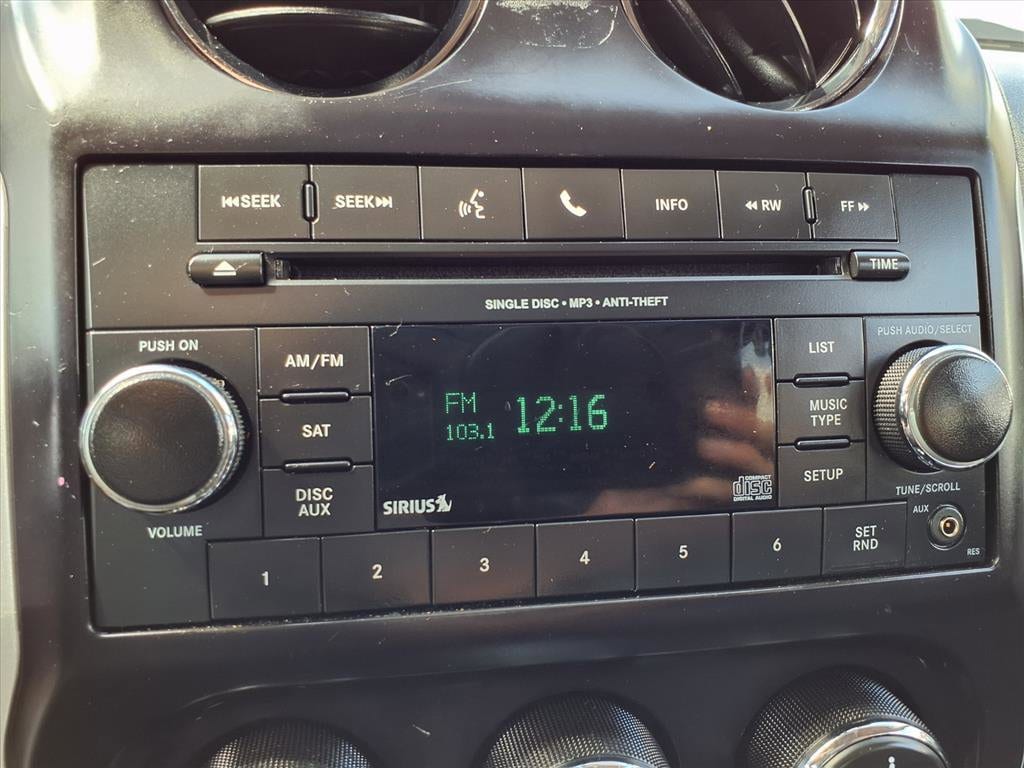 SEEK SEEK INFO RW FF
TIME
SINGLE DISC • MP3 • ANTI-THEFT
PUSH ON
AM/FM
SAT
DISC
AUX
VOLUME
FM
103.1
12:16
SIRIUS
COMPACT
disc
DIGITAL AUDIO
LIST
MUSIC
TYPE
SETUP
PUSH AUDIO/SELECT
TUNE/SCROLL
1 2 3 4 5 6
SET
RND
AUX
RES